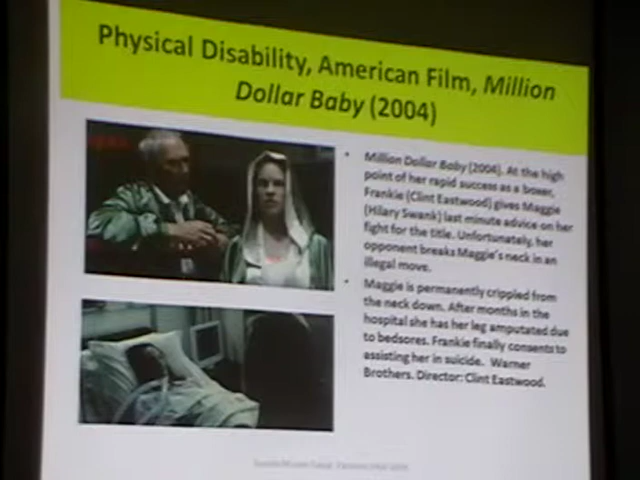 Physical Disability, American Film, Million
Dollar Baby (2004)
• Million Dollar Baby (2004). At the high
point of her rapid success as a boxer,
Frankie (Clint Eastwood) gives Maggie
(Hilary Swank) last minute advice on her
fight for the title. Unfortunately, her
opponent breaks Maggie's neck in an
illegal move.
• Maggie is permanently crippled from
the neck down. After months in the
hospital she has her leg amputated due
to bedsores. Frankie finally consents to
assisting her in suicide. Warner
Brothers. Director: Clint Eastwood.